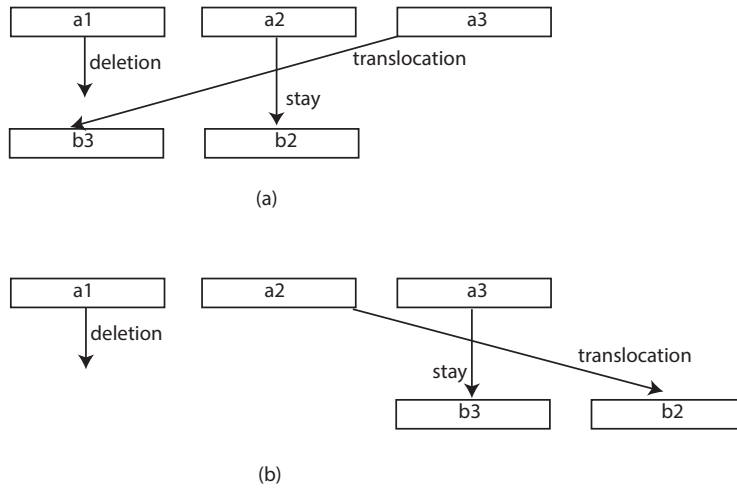 a1 a2 a3
deletion translocation
stay
b3 b2
(a)
a1 a2 a3
deletion
translocation
stay
b3 b2
(b)